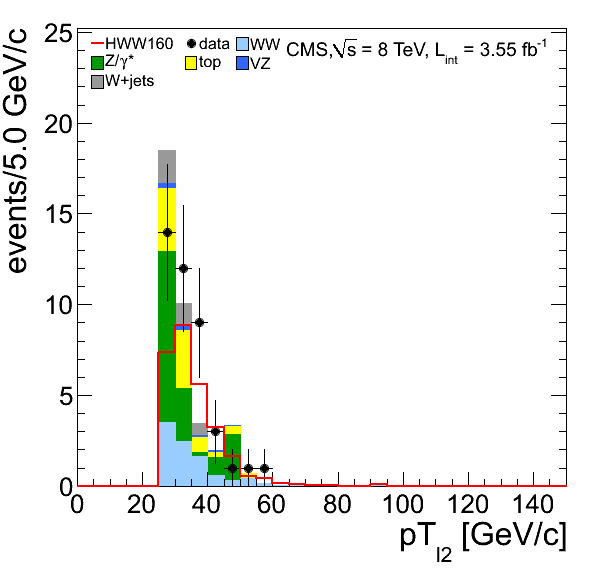 HWW160 data WW
Z/γ* top VZ
W+jets
CMS,√s = 8 TeV, L_int = 3.55 fb⁻¹
events/5.0 GeV/c
25
20
15
10
5
0
0 20 40 60 80 100 120 140
pT_l2 [GeV/c]